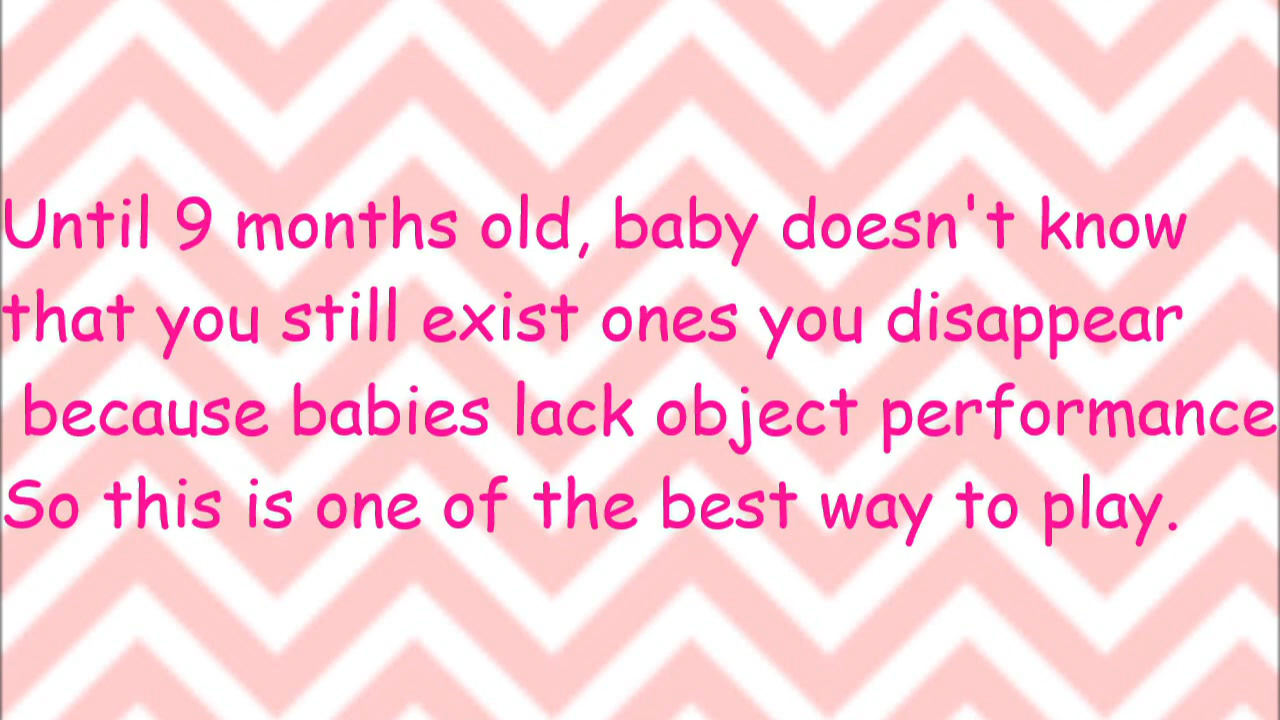 Until 9 months old, baby doesn't know
that you still exist ones you disappear
because babies lack object performance
So this is one of the best way to play.